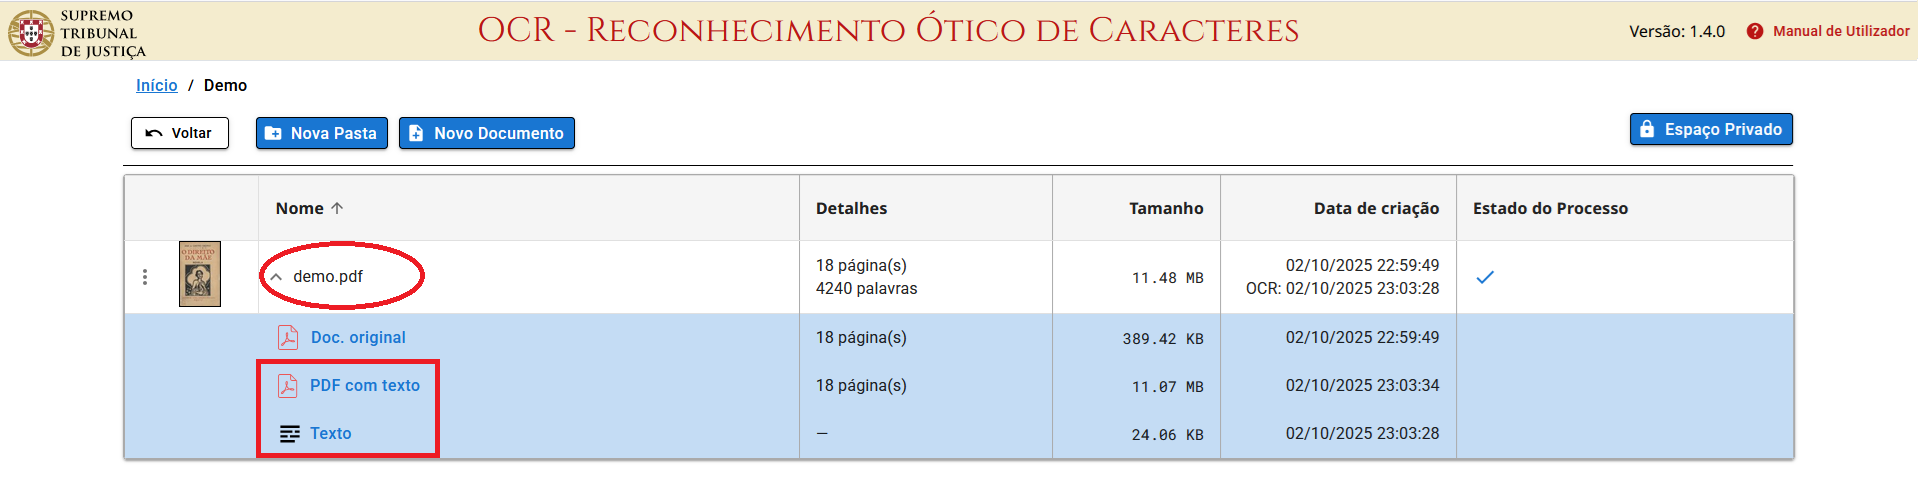 SUPREMO
TRIBUNAL
DE JUSTIÇA
OCR - Reconhecimento Ótico de Caracteres
Versão: 1.4.0
Manual de Utilizador
Início / Demo
Voltar
Nova Pasta
Novo Documento
Espaço Privado
Nome Detalhes Tamanho Data de criação Estado do Processo
O DIREITO
DA MÃE
demo.pdf
18 página(s)
4240 palavras
11.48 MB
02/10/2025 22:59:49
OCR: 02/10/2025 23:03:28
Doc. original 18 página(s) 389.42 KB 02/10/2025 22:59:49
PDF com texto 18 página(s) 11.07 MB 02/10/2025 23:03:34
Texto — 24.06 KB 02/10/2025 23:03:28